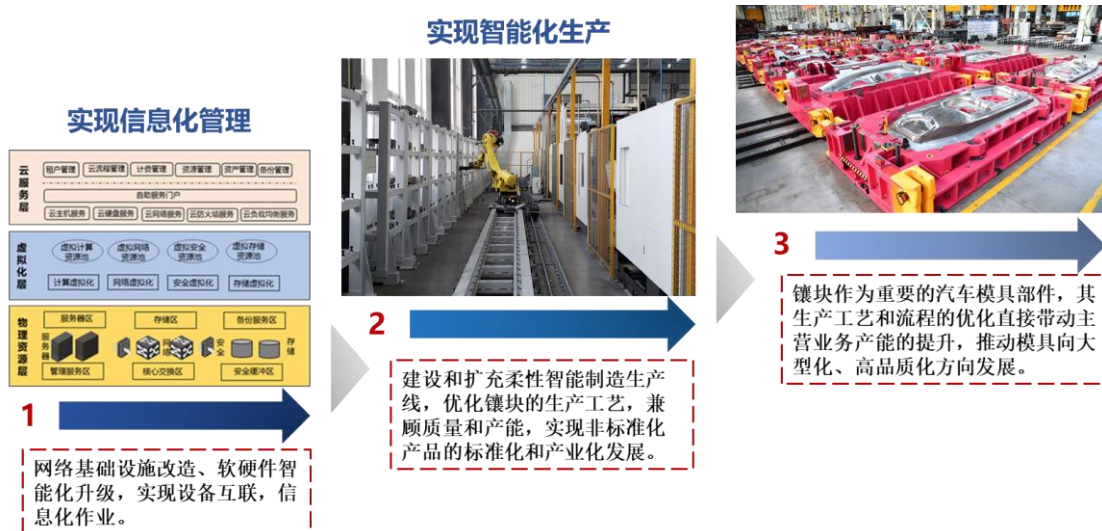 实现信息化管理
云服务层
租户管理 云流程管理 计费管理 资源管理 资产管理 备份管理
自助服务门户
云主机服务 云硬盘服务 云网络服务 云防火墙服务 云负载均衡服务
虚拟化层
虚拟计算资源池 虚拟网络资源池 虚拟安全资源池 虚拟存储资源池
计算虚拟化 网络虚拟化 安全虚拟化 存储虚拟化
物理资源层
服务器区 存储区 备份服务区
服务器 网络 安全 存储
管理服务区 核心交换区 安全缓冲区
1
网络基础设施改造、软硬件智
能化升级，实现设备互联，信
息化作业。
实现智能化生产
2
建设和扩充柔性智能制造生产
线，优化镶块的生产工艺，兼
顾质量和产能，实现非标准化
产品的标准化和产业化发展。
3
镶块作为重要的汽车模具部件，其
生产工艺和流程的优化直接带动主
营业务产能的提升，推动模具向大
型化、高品质化方向发展。